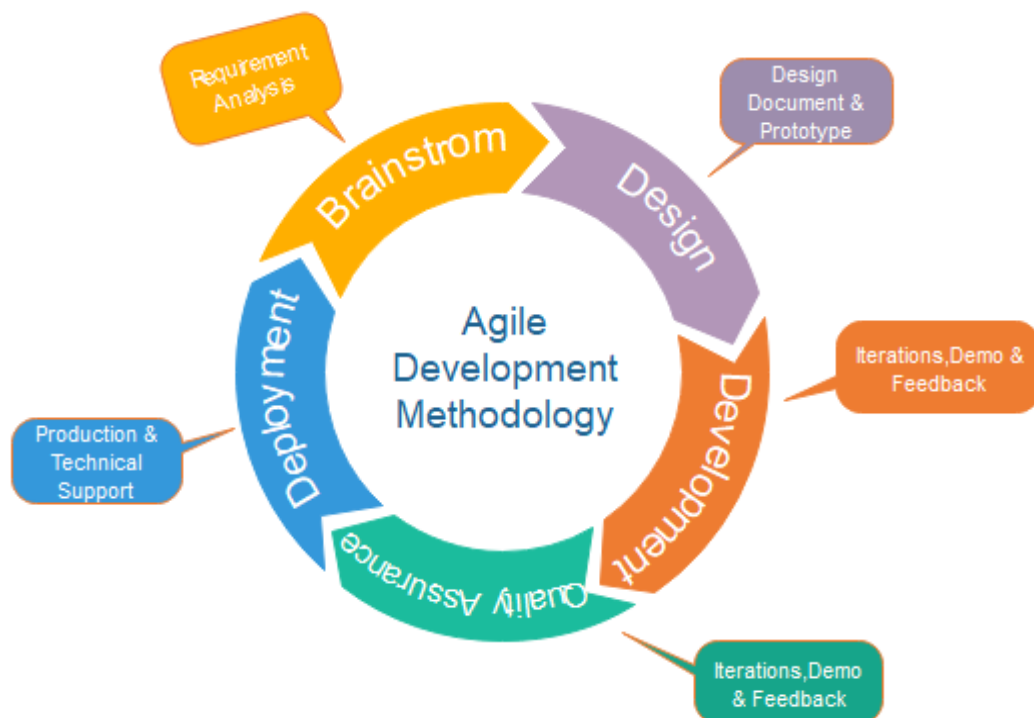 Requirement
Analysis
Brainstrom
Design
Document &
Prototype
Design
Iterations,Demo &
Feedback
Development
Iterations,Demo
& Feedback
Quality Assurance
Production &
Technical
Support
Deployment
Agile
Development
Methodology